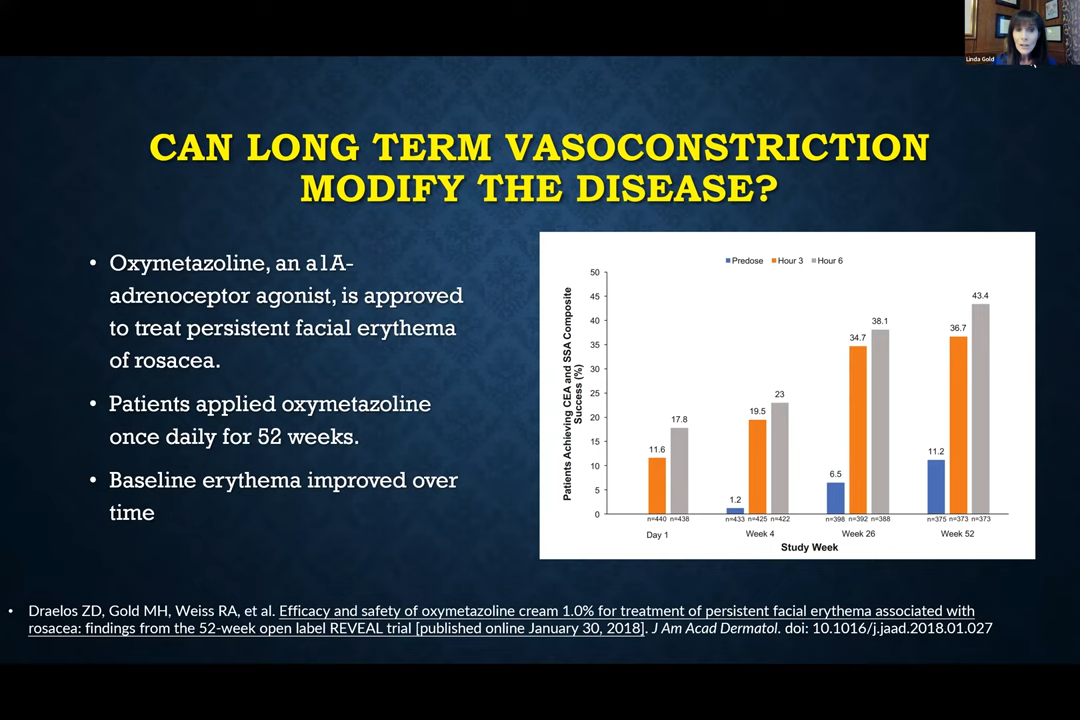 Linda Gold
CAN LONG TERM VASOCONSTRICTION
MODIFY THE DISEASE?
• Oxymetazoline, an a1A-
adrenoceptor agonist, is approved
to treat persistent facial erythema
of rosacea.
• Patients applied oxymetazoline
once daily for 52 weeks.
• Baseline erythema improved over
time
Predose Hour 3 Hour 6
Patients Achieving CEA and SSA Composite
Success (%)
50
45
40
35
30
25
20
15
10
5
0
11.6 17.8
1.2 19.5 23
6.5 34.7 38.1
11.2 36.7 43.4
n=440 n=438 n=433 n=425 n=422 n=398 n=392 n=388 n=375 n=373 n=373
Day 1 Week 4 Week 26 Week 52
Study Week
• Draelos ZD, Gold MH, Weiss RA, et al. Efficacy and safety of oxymetazoline cream 1.0% for treatment of persistent facial erythema associated with
rosacea: findings from the 52-week open label REVEAL trial [published online January 30, 2018]. J Am Acad Dermatol. doi: 10.1016/j.jaad.2018.01.027